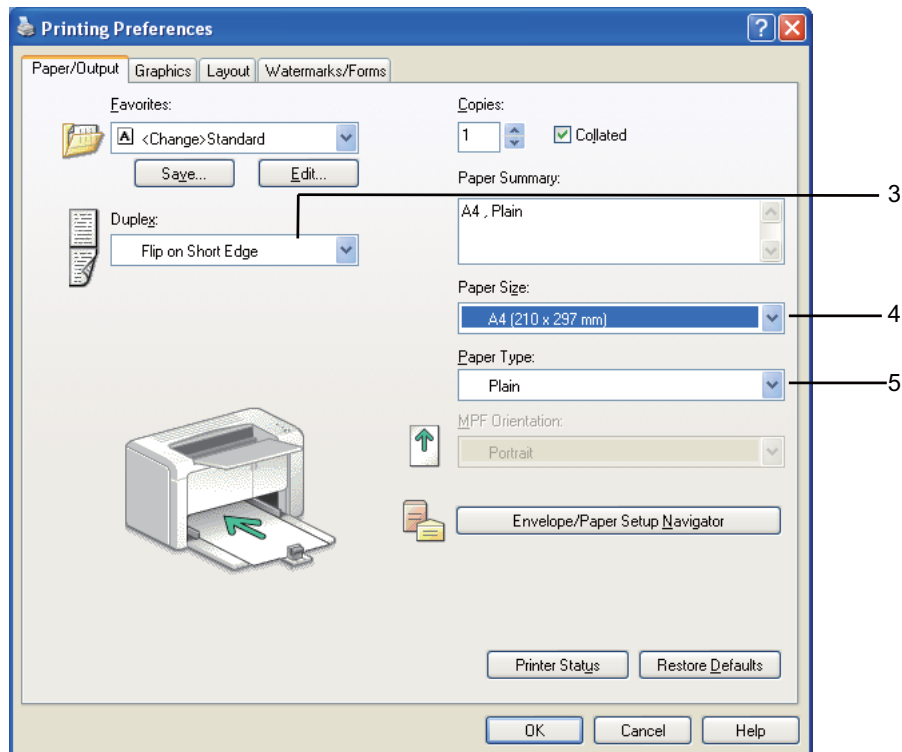 Printing Preferences
Paper/Output Graphics Layout Watermarks/Forms
Favorites:
A <Change>Standard
Save... Edit...
Duplex:
Flip on Short Edge
Copies:
1 Collated
Paper Summary:
A4 , Plain
3
Paper Size:
A4 (210 x 297 mm)
4
Paper Type:
Plain
5
MPF Orientation:
Portrait
Envelope/Paper Setup Navigator
Printer Status Restore Defaults
OK Cancel Help